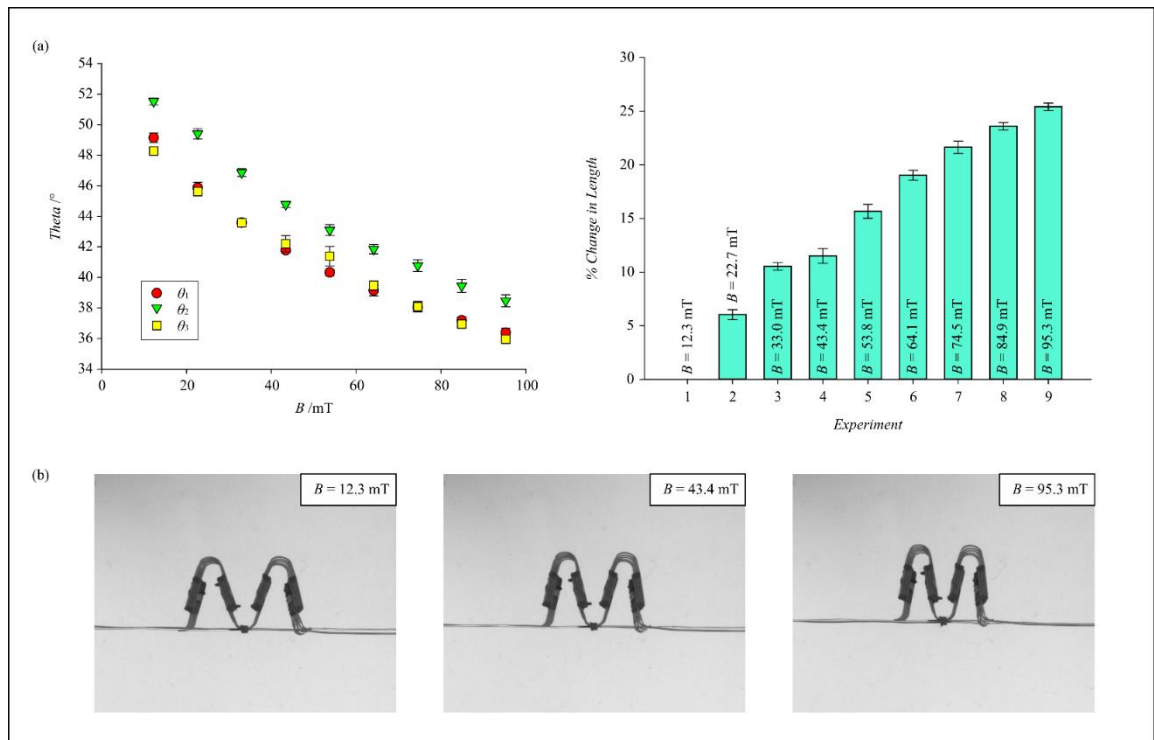 (a)
54
52
50
48
46
44
42
40
38
36
34
Theta /°
θ1
θ2
θ3
0
20
40
60
80
100
B /mT
30
25
20
15
10
5
0
% Change in Length
B = 12.3 mT
B = 22.7 mT
B = 33.0 mT
B = 43.4 mT
B = 53.8 mT
B = 64.1 mT
B = 74.5 mT
B = 84.9 mT
B = 95.3 mT
1
2
3
4
5
6
7
8
9
Experiment
(b)
B = 12.3 mT
B = 43.4 mT
B = 95.3 mT